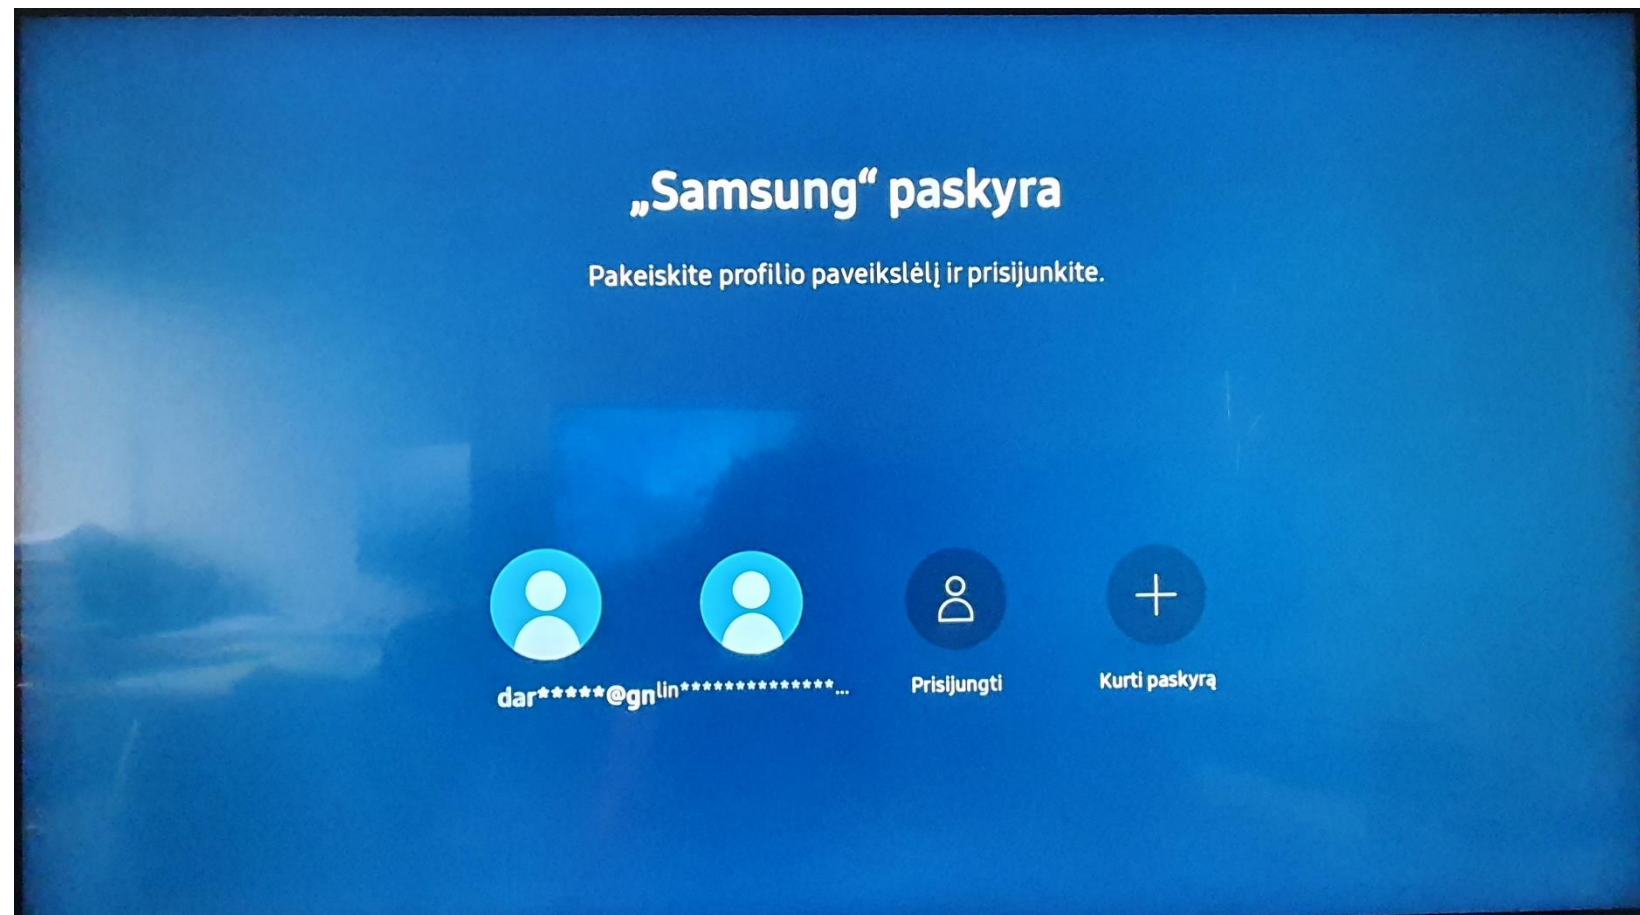 „Samsung“ paskyra
Pakeiskite profilio paveikslėlį ir prisijunkite.
dar*****@gn
lin**************...
Prisijungti
Kurti paskyrą